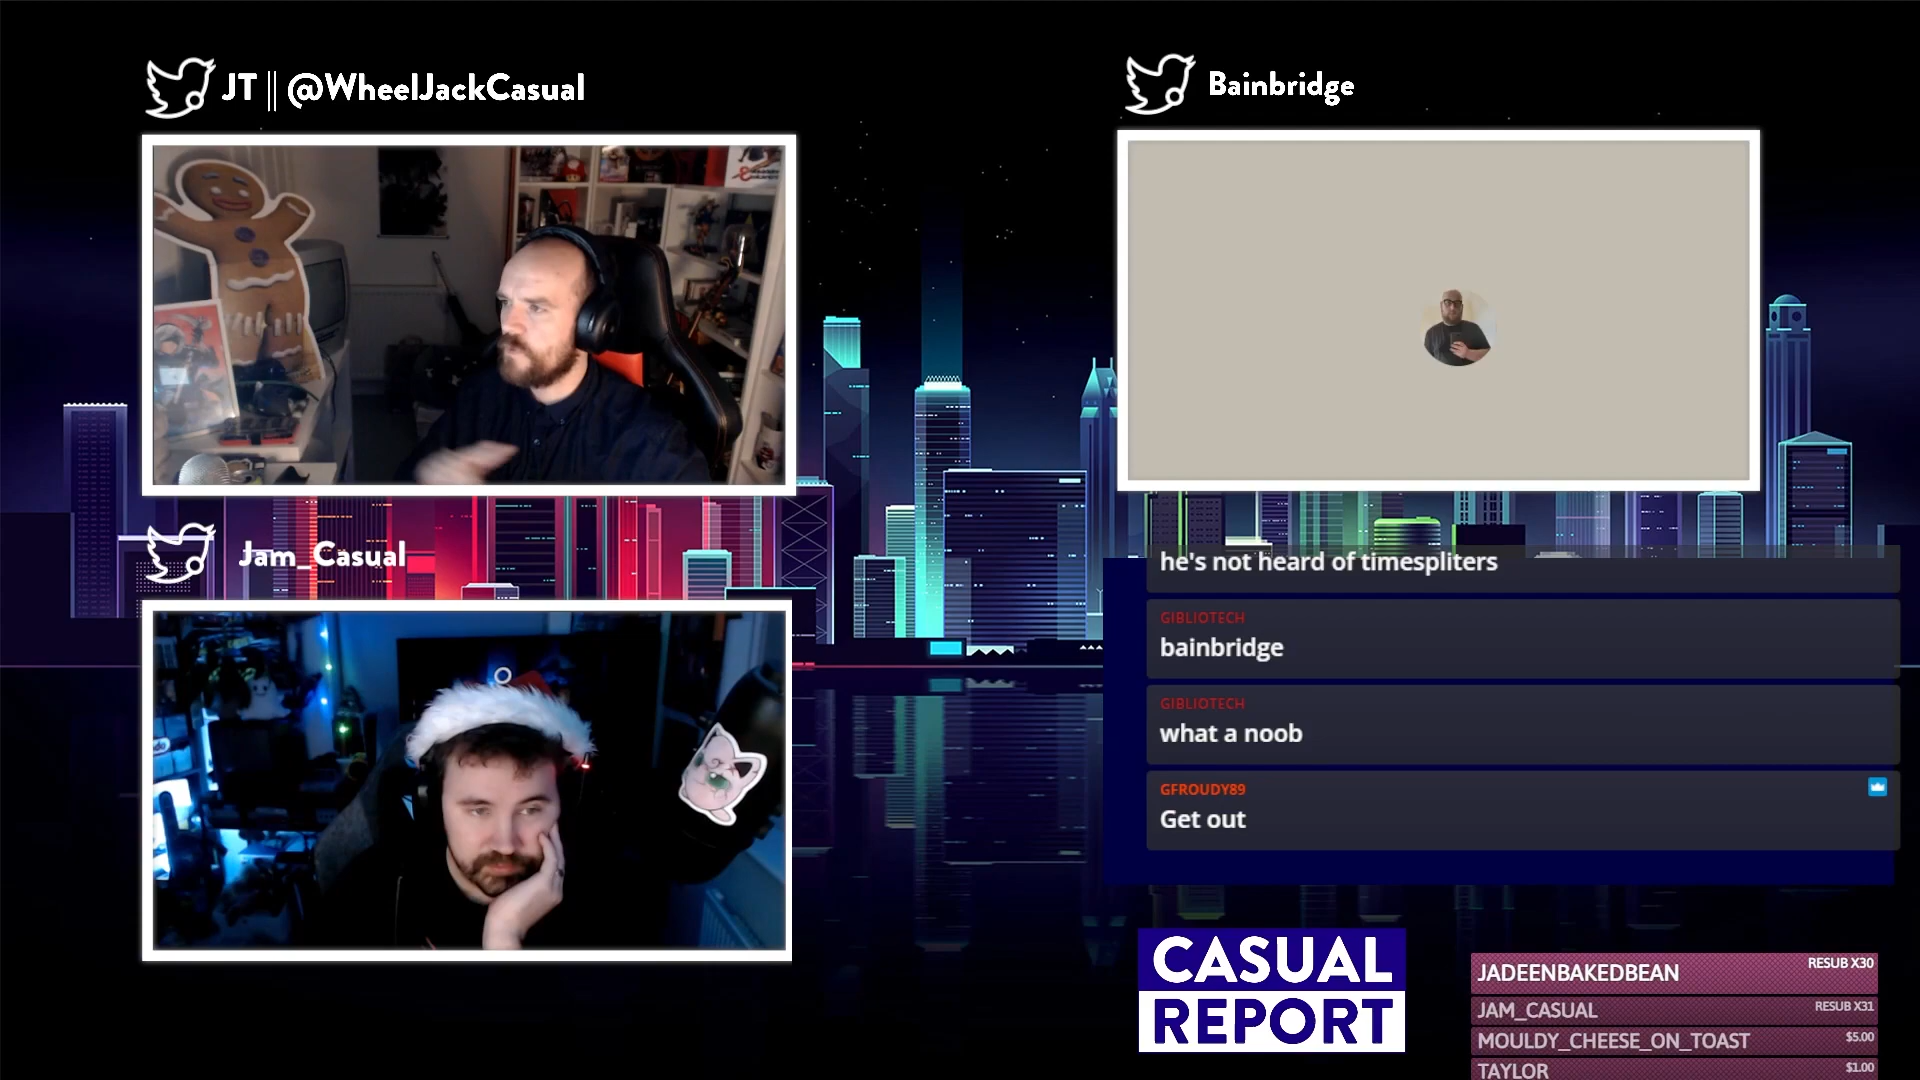 JT || @WheelJackCasual
Bainbridge
Jam_Casual
he's not heard of timespliters
GIBLIOTECH
bainbridge
GIBLIOTECH
what a noob
GFROUDY89
Get out
CASUAL
REPORT
JADEENBAKEDBEAN RESUB X30
JAM_CASUAL RESUB X31
MOULDY_CHEESE_ON_TOAST $5.00
TAYLOR $1.00